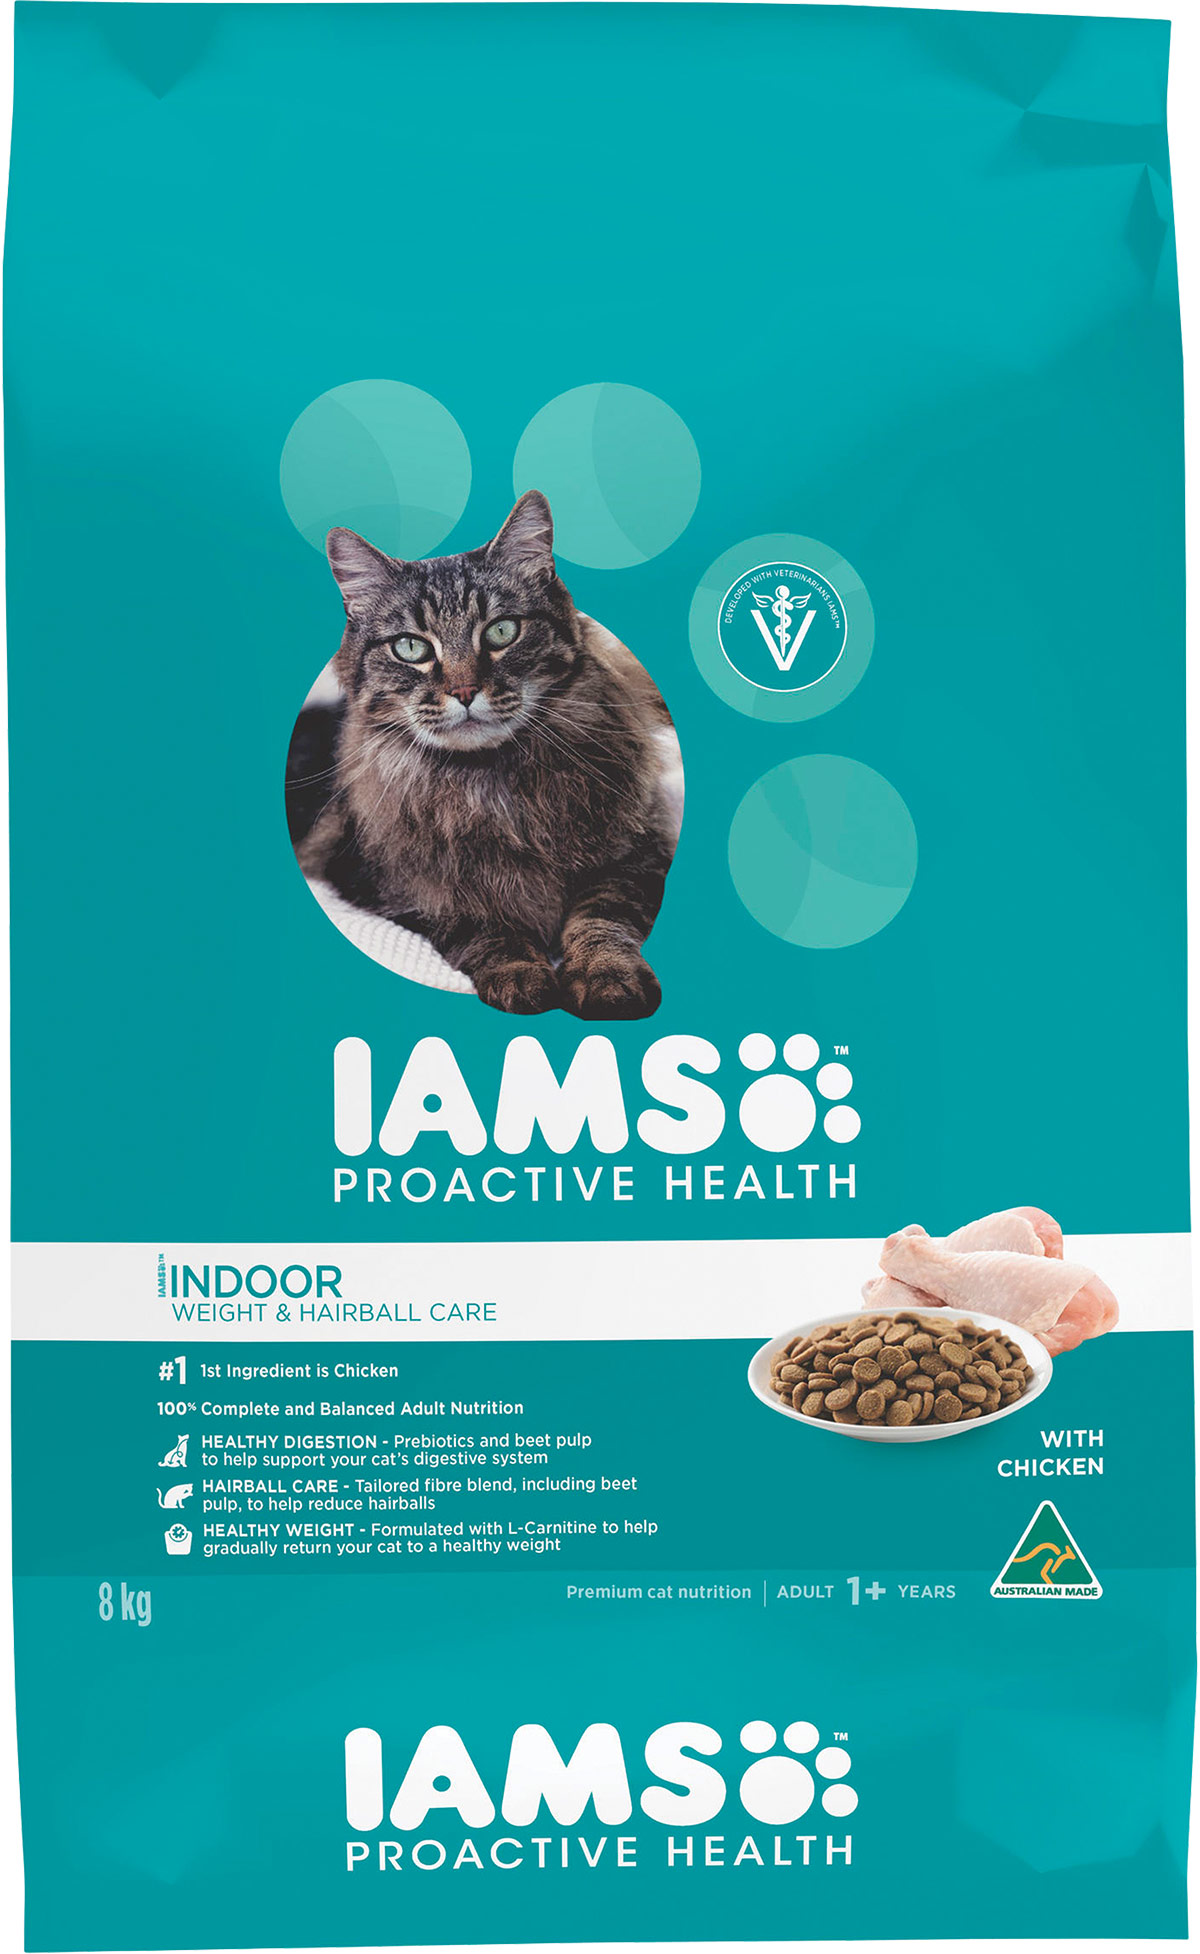 DEVELOPED WITH VETERINARIANS IAMS™
V
IAMS™
PROACTIVE HEALTH
IAMS™
INDOOR
WEIGHT & HAIRBALL CARE
#1 1st Ingredient is Chicken
100% Complete and Balanced Adult Nutrition
HEALTHY DIGESTION - Prebiotics and beet pulp
to help support your cat's digestive system
HAIRBALL CARE - Tailored fibre blend, including beet
pulp, to help reduce hairballs
HEALTHY WEIGHT - Formulated with L-Carnitine to help
gradually return your cat to a healthy weight
WITH
CHICKEN
AUSTRALIAN MADE
8 kg
Premium cat nutrition | ADULT 1+ YEARS
IAMS™
PROACTIVE HEALTH